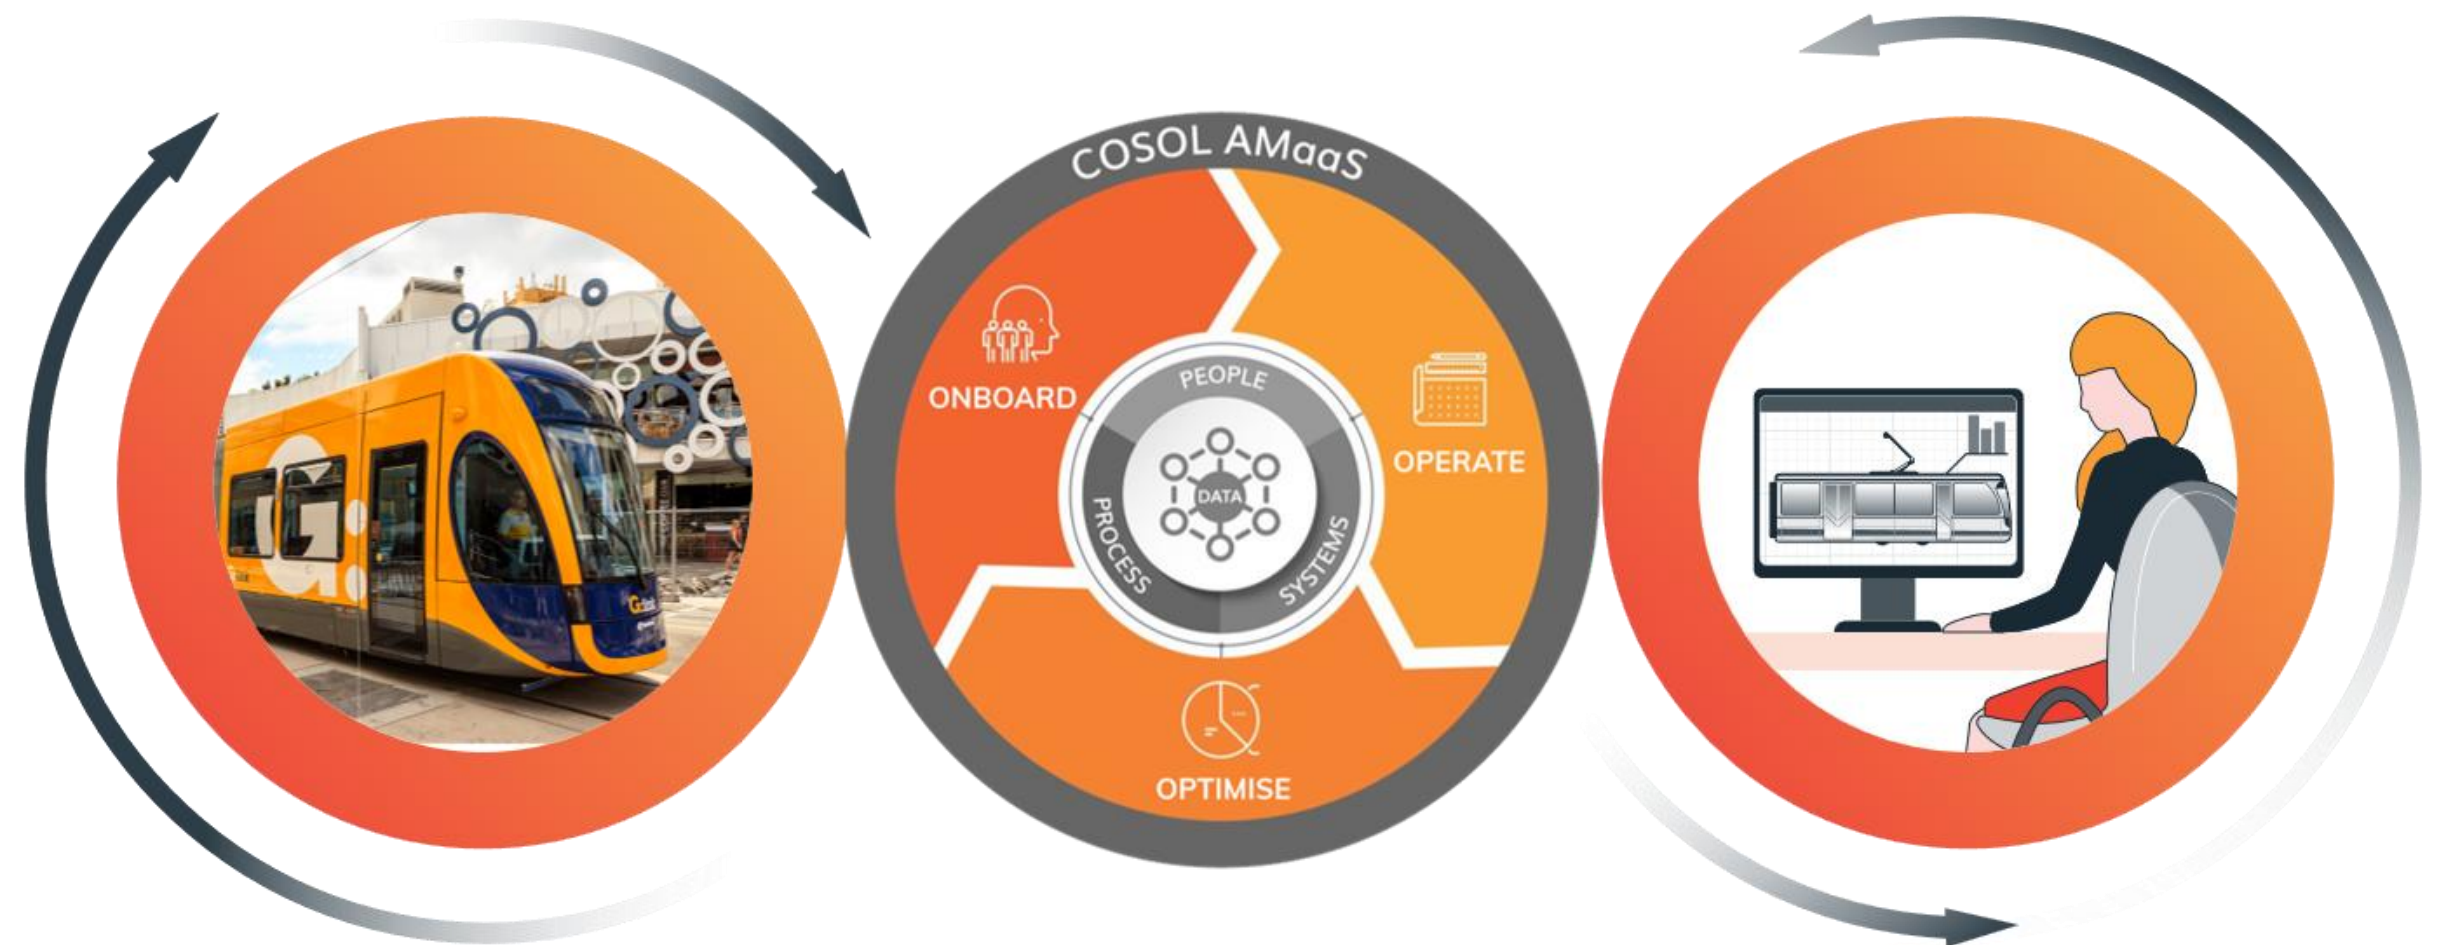 COSOL AMaaS
ONBOARD
OPERATE
OPTIMISE
PEOPLE
PROCESS
SYSTEMS
DATA
G:
G: